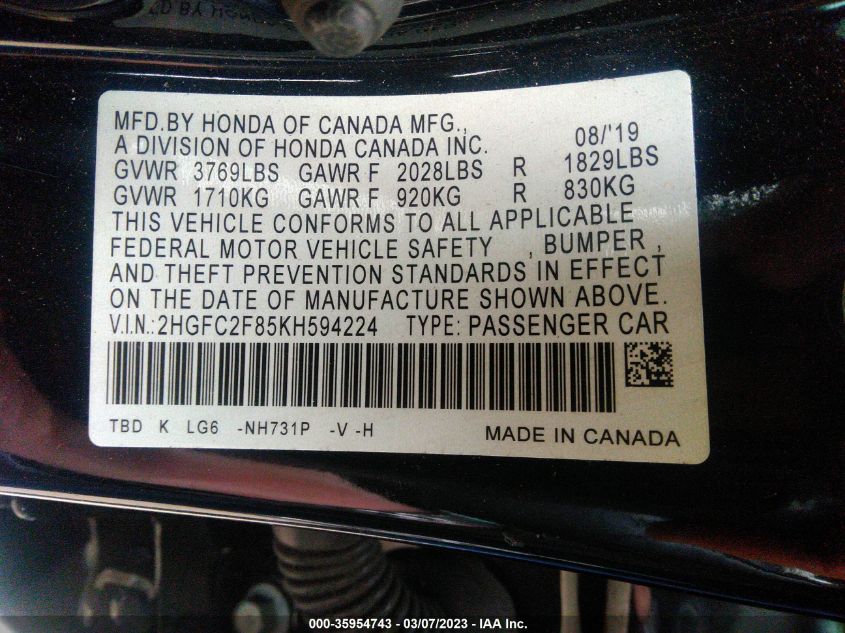 MFD.BY HONDA OF CANADA MFG.,
A DIVISION OF HONDA CANADA INC. 08/'19
GVWR 3769LBS GAWR F 2028LBS R 1829LBS
GVWR 1710KG GAWR F 920KG R 830KG
THIS VEHICLE CONFORMS TO ALL APPLICABLE
FEDERAL MOTOR VEHICLE SAFETY , BUMPER ,
AND THEFT PREVENTION STANDARDS IN EFFECT
ON THE DATE OF MANUFACTURE SHOWN ABOVE.
V.I.N.:2HGFC2F85KH594224 TYPE: PASSENGER CAR
TBD K LG6 -NH731P -V -H MADE IN CANADA
000-35954743 - 03/07/2023 - IAA Inc.